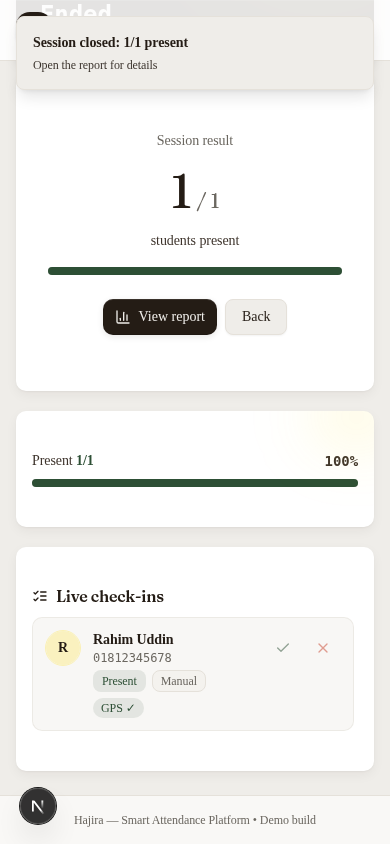 Ended
Session closed: 1/1 present
Open the report for details
Session result
1/1
students present
View report
Back
Present 1/1
100%
Live check-ins
R
Rahim Uddin
01812345678
Present
Manual
GPS ✓
N
Hajira — Smart Attendance Platform • Demo build